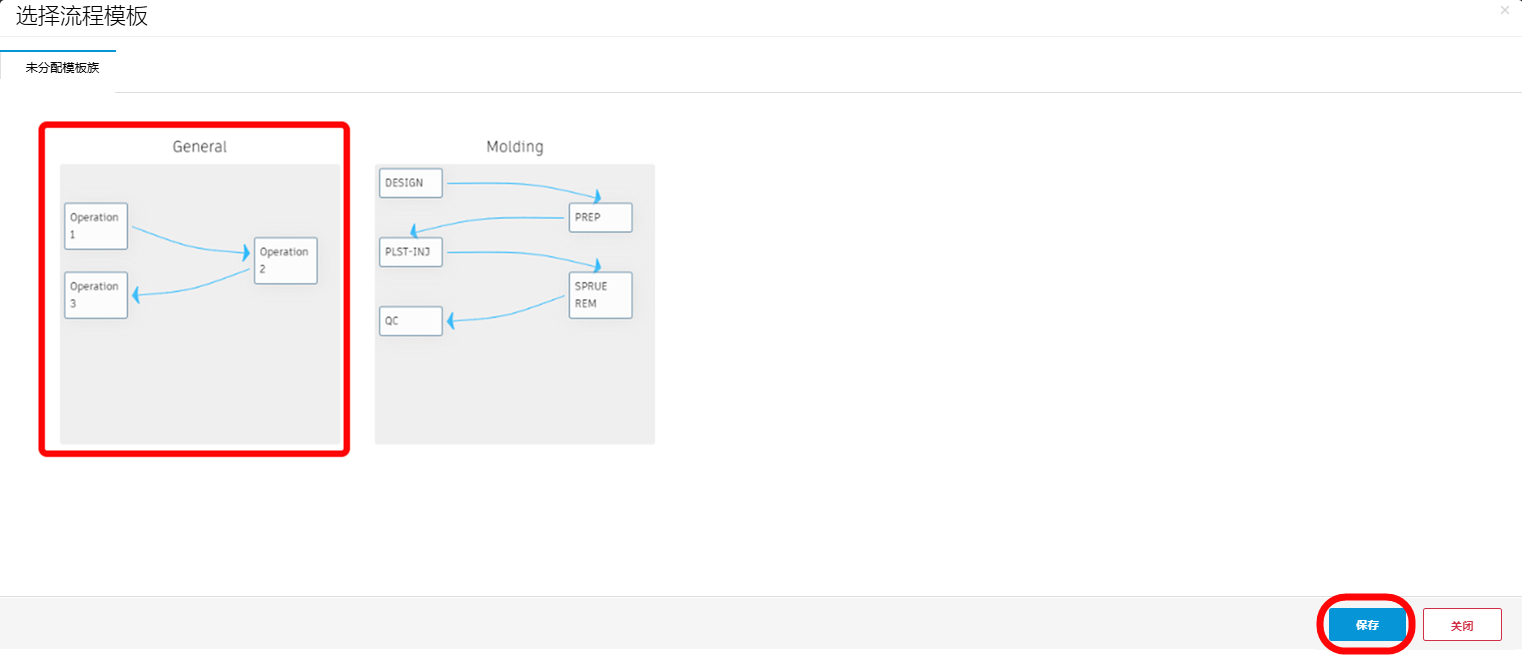 选择流程模板
×
未分配模板族
General
Operation
1
Operation
2
Operation
3
Molding
DESIGN
PREP
PLST-INJ
SPRUE
REM
QC
保存
关闭